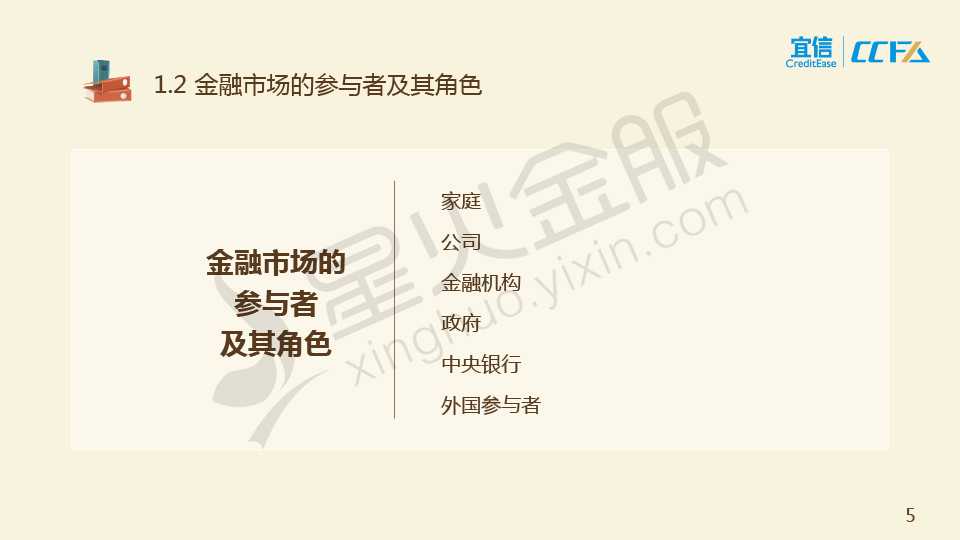 宜信
CreditEase
CCFA
1.2 金融市场的参与者及其角色
星火金服
xinghuo.yixin.com
金融市场的
参与者
及其角色
家庭
公司
金融机构
政府
中央银行
外国参与者
5